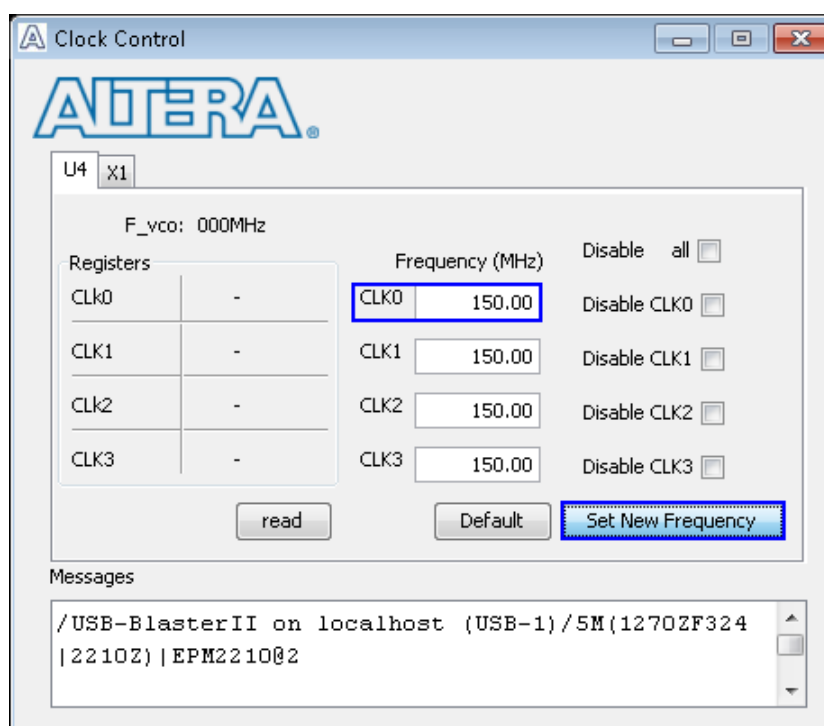 Clock Control
ALTERA®
U4 X1
F_vco: 000MHz
Registers Frequency (MHz) Disable all
CLk0 - CLK0 150.00 Disable CLK0
CLK1 - CLK1 150.00 Disable CLK1
CLk2 - CLK2 150.00 Disable CLK2
CLK3 - CLK3 150.00 Disable CLK3
read Default Set New Frequency
Messages
/USB-BlasterII on localhost (USB-1)/5M(1270ZF324
|2210Z)|EPM2210@2